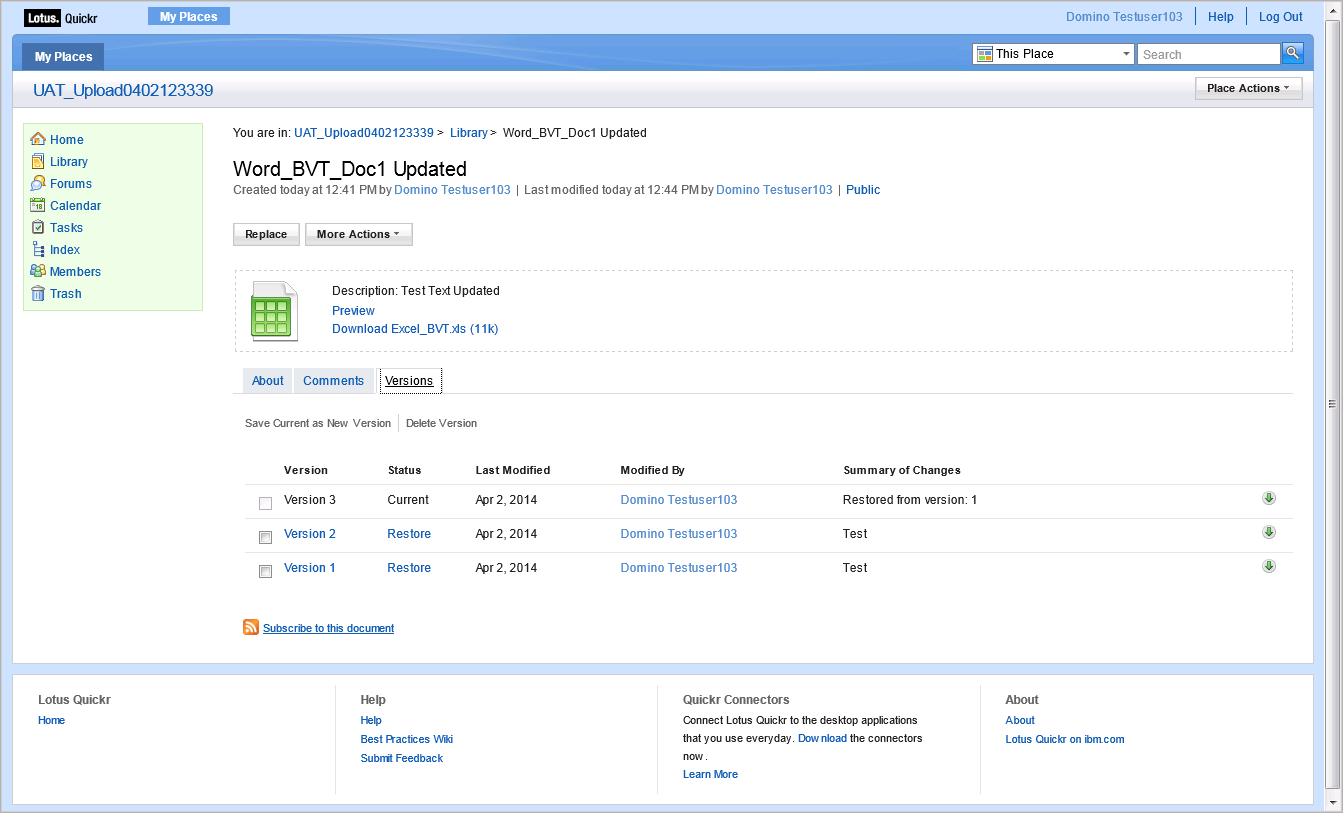 Lotus. Quickr My Places Domino Testuser103 Help Log Out
My Places This Place Search
UAT_Upload0402123339 Place Actions
Home
Library
Forums
Calendar
Tasks
Index
Members
Trash
You are in: UAT_Upload0402123339 > Library > Word_BVT_Doc1 Updated
Word_BVT_Doc1 Updated
Created today at 12:41 PM by Domino Testuser103 | Last modified today at 12:44 PM by Domino Testuser103 | Public
Replace More Actions
Description: Test Text Updated
Preview
Download Excel_BVT.xls (11k)
About Comments Versions
Save Current as New Version Delete Version
Version Status Last Modified Modified By Summary of Changes
Version 3 Current Apr 2, 2014 Domino Testuser103 Restored from version: 1
Version 2 Restore Apr 2, 2014 Domino Testuser103 Test
Version 1 Restore Apr 2, 2014 Domino Testuser103 Test
Subscribe to this document
Lotus Quickr
Home
Help
Help
Best Practices Wiki
Submit Feedback
Quickr Connectors
Connect Lotus Quickr to the desktop applications
that you use everyday. Download the connectors
now .
Learn More
About
About
Lotus Quickr on ibm.com